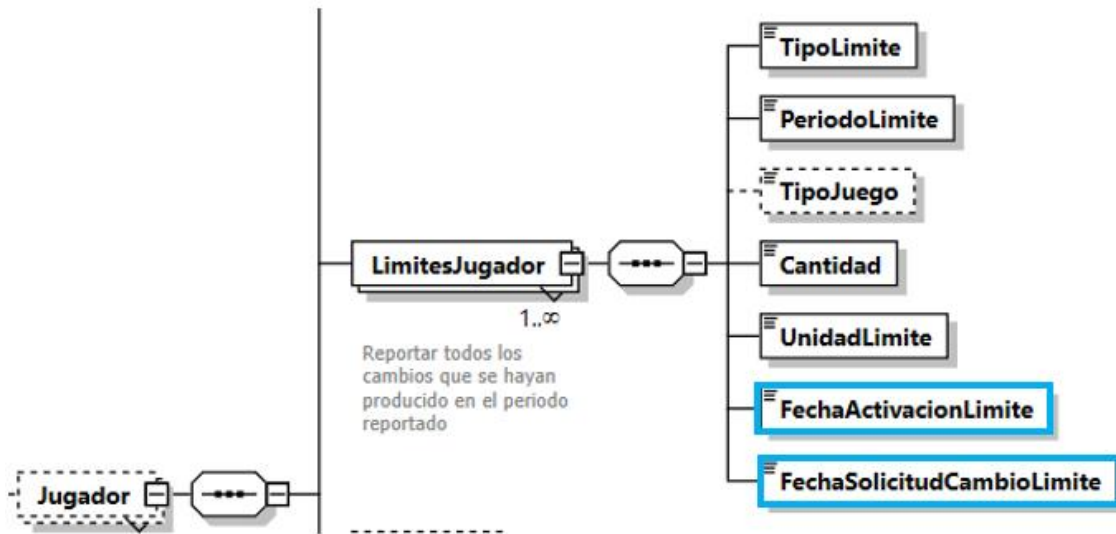 TipoLimite
PeriodoLimite
TipoJuego
LimitesJugador
Cantidad
1..∞
UnidadLimite
Reportar todos los
cambios que se hayan
producido en el periodo
reportado
FechaActivacionLimite
FechaSolicitudCambioLimite
Jugador